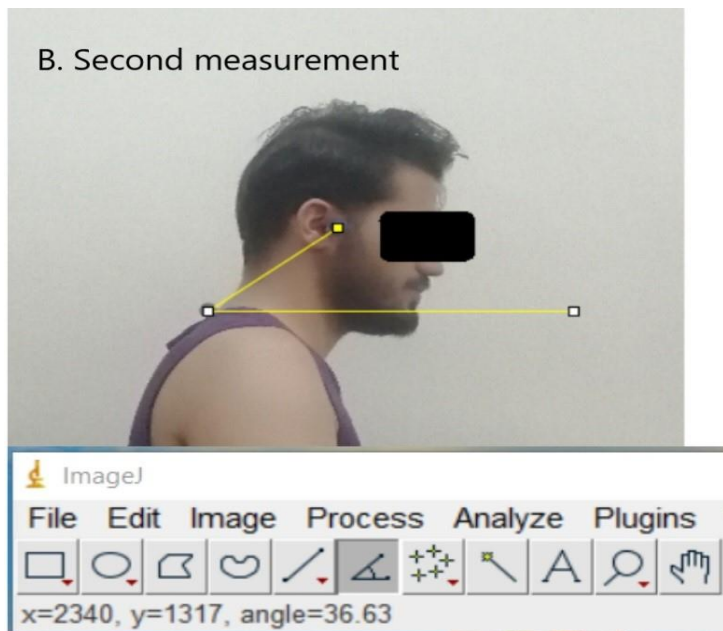 B. Second measurement
ImageJ
File Edit Image Process Analyze Plugins
A
x=2340, y=1317, angle=36.63